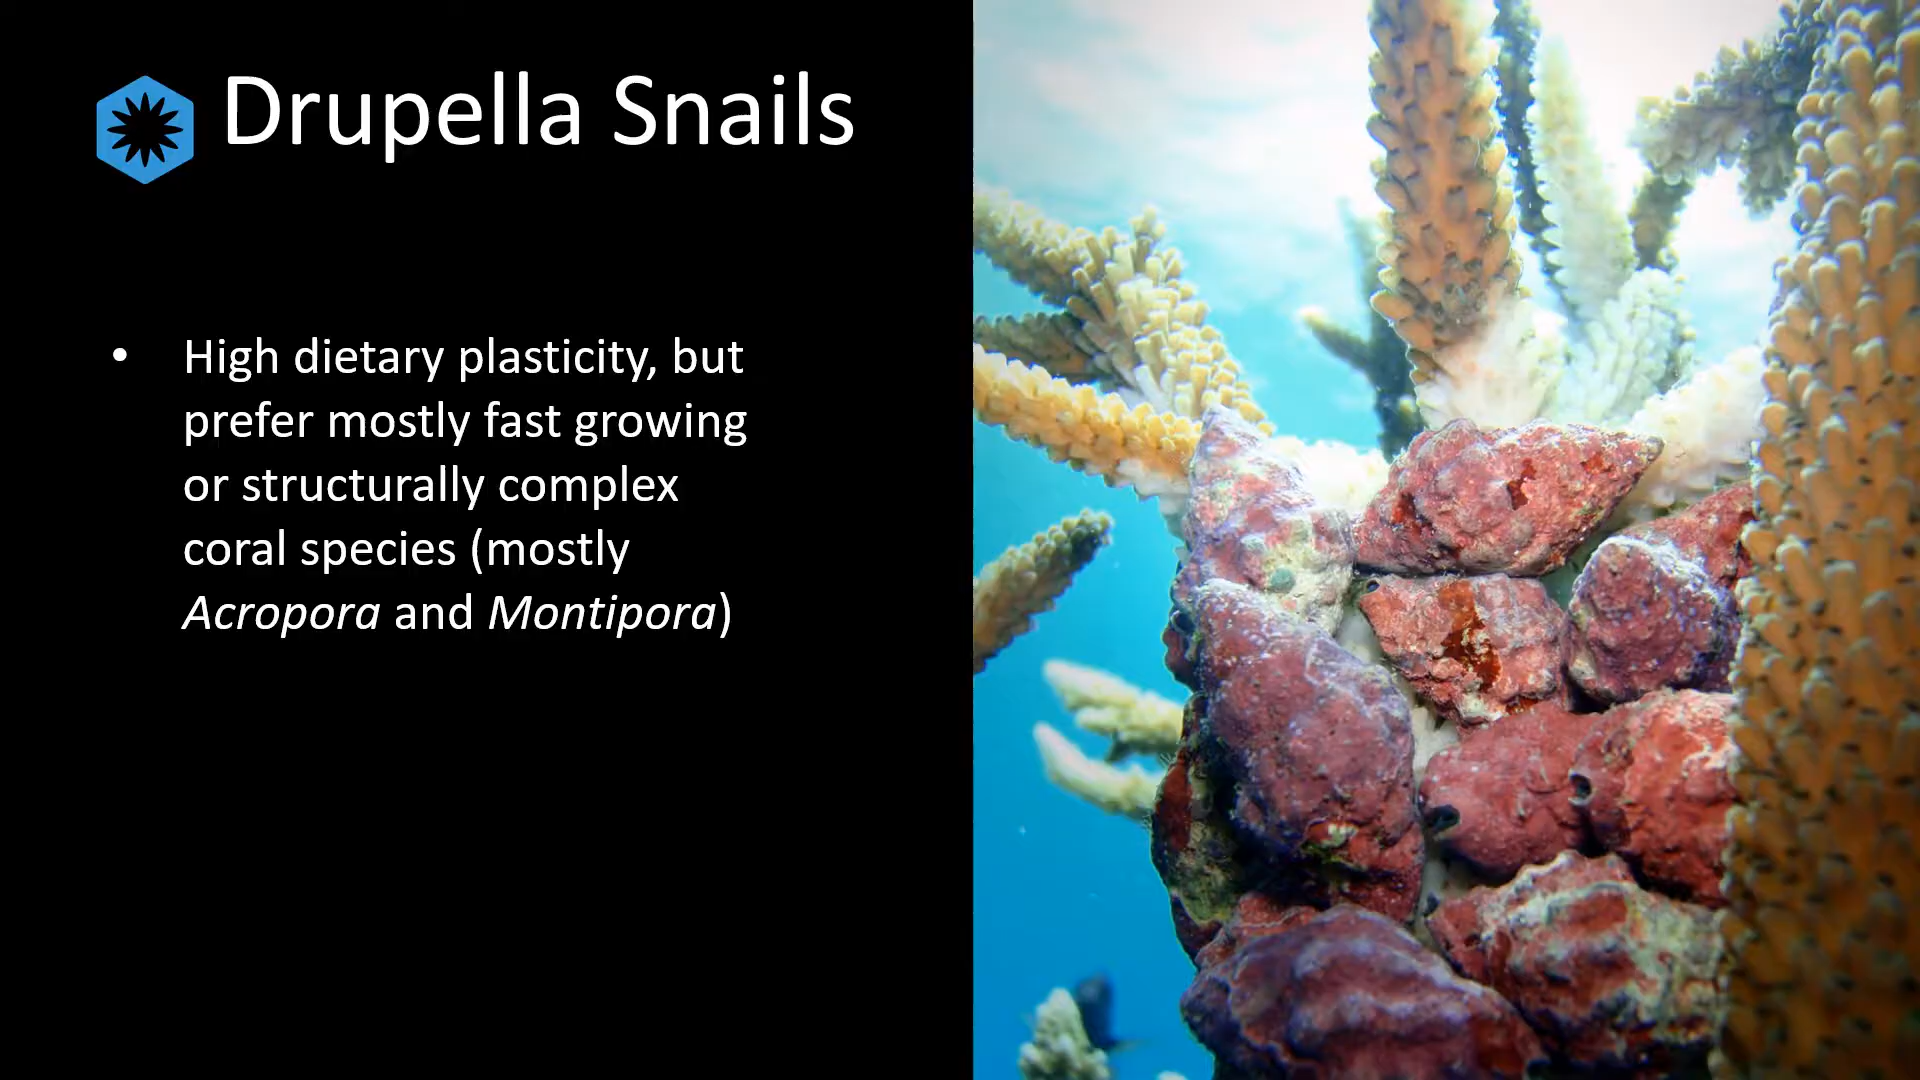 Drupella Snails
• High dietary plasticity, but
prefer mostly fast growing
or structurally complex
coral species (mostly
Acropora and Montipora)